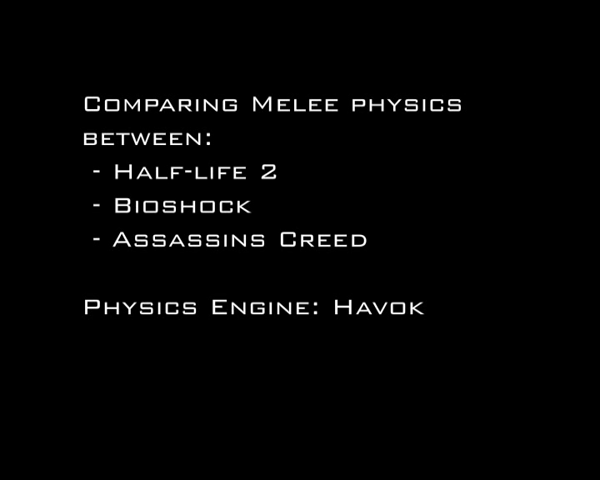 Comparing Melee physics
between:
- Half-life 2
- Bioshock
- Assassins Creed
Physics Engine: Havok